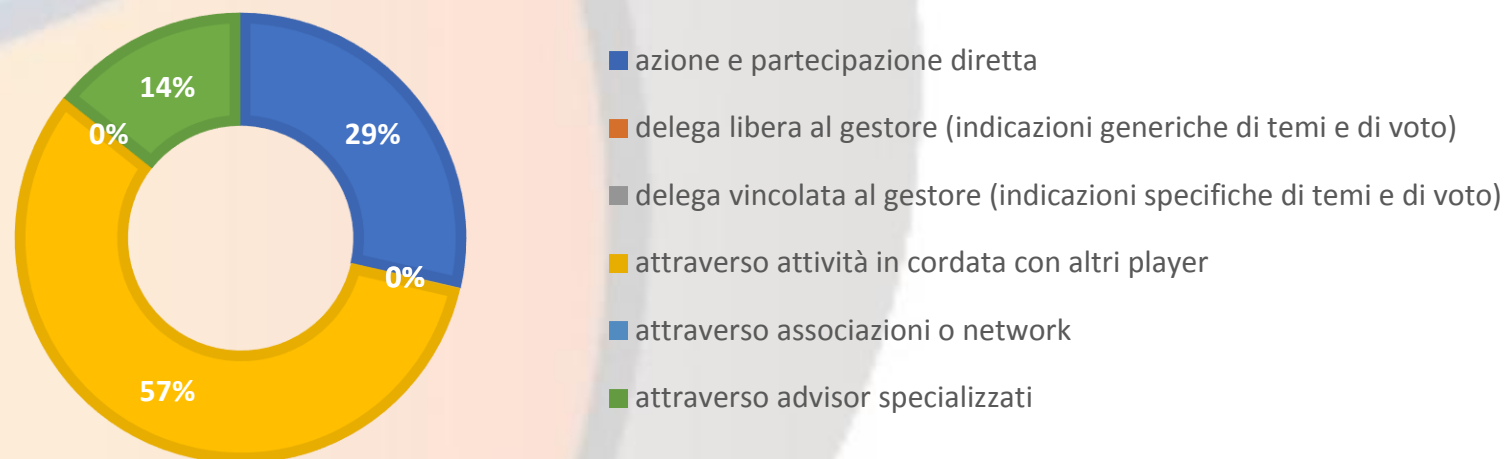 14%
0%
29%
0%
57%
azione e partecipazione diretta
delega libera al gestore (indicazioni generiche di temi e di voto)
delega vincolata al gestore (indicazioni specifiche di temi e di voto)
attraverso attività in cordata con altri player
attraverso associazioni o network
attraverso advisor specializzati